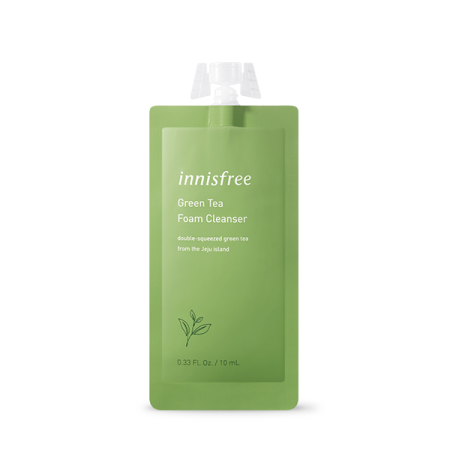 innisfree
Green Tea
Foam Cleanser
double-squeezed green tea
from the Jeju island
0.33 Fl. Oz. / 10 mL